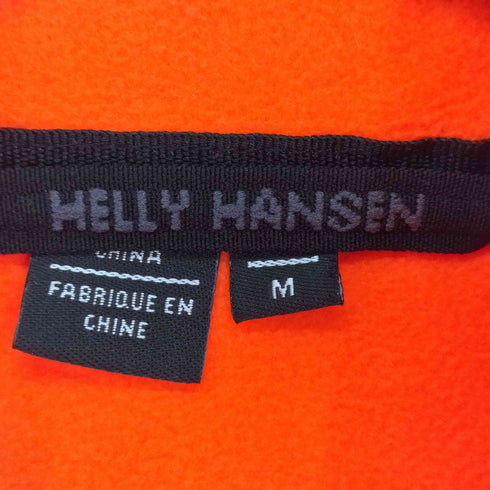 HELLY HANSEN
CHINA
FABRIQUE EN
CHINE
M